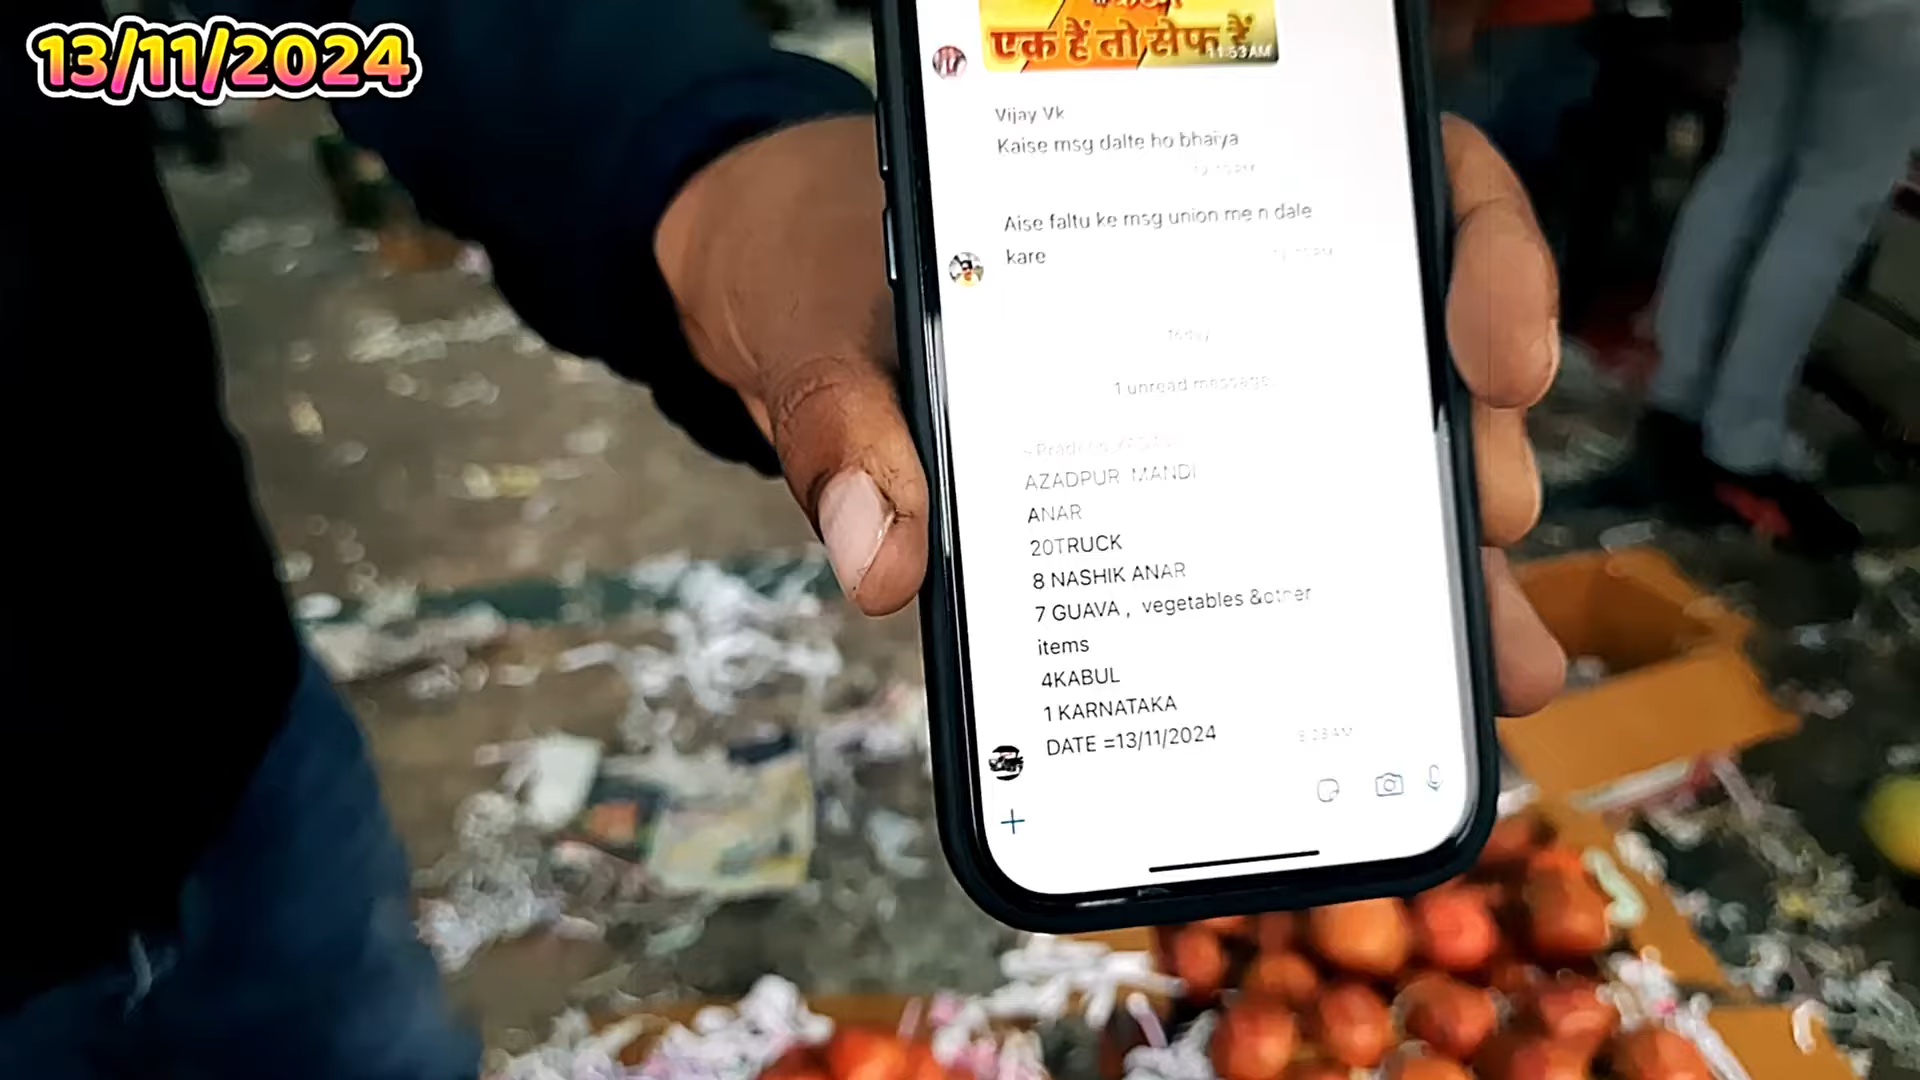 13/11/2024
एक हैं तो सेफ हैं
11:53 AM
Vijay Vk
Kaise msg dalte ho bhaiya
Aise faltu ke msg union me n dale
kare
Today
1 unread message
AZADPUR MANDI
ANAR
20TRUCK
8 NASHIK ANAR
7 GUAVA , vegetables &other
items
4KABUL
1 KARNATAKA
DATE =13/11/2024